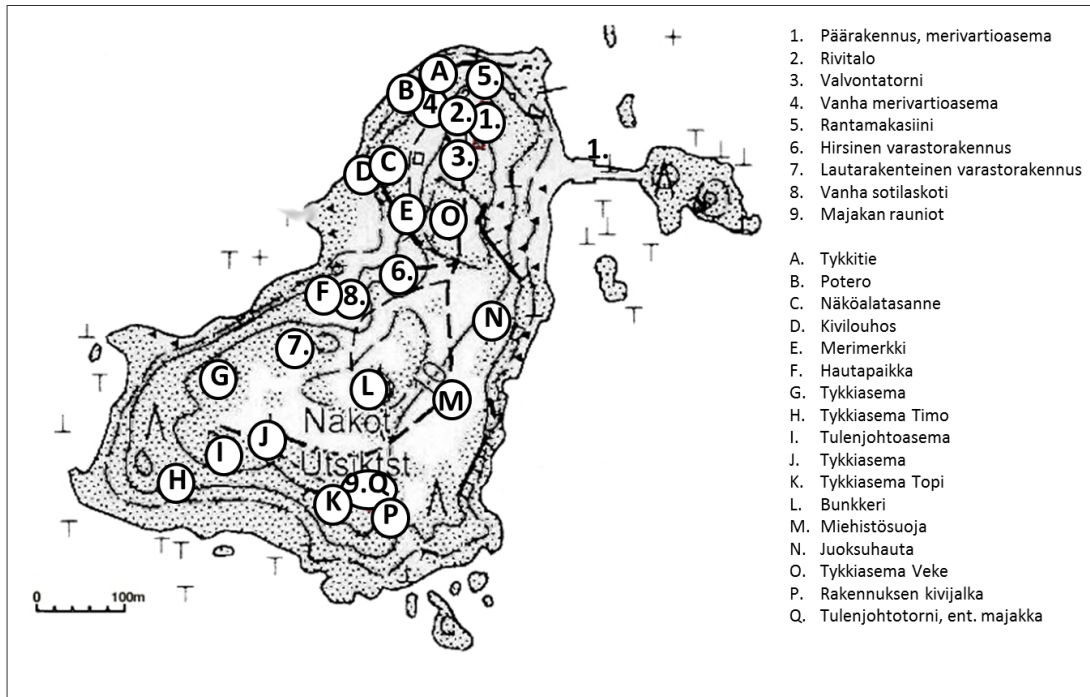 1. Päärakennus, merivartioasema
2. Rivitalo
3. Valvontatorni
4. Vanha merivartioasema
5. Rantamakasiini
6. Hirsinen varastorakennus
7. Lautarakenteinen varastorakennus
8. Vanha sotilaskoti
9. Majakan rauniot
A. Tykkitie
B. Potero
C. Näköalatasanne
D. Kivilouhos
E. Merimerkki
F. Hautapaikka
G. Tykkiasema
H. Tykkiasema Timo
I. Tulenjohtoasema
J. Tykkiasema
K. Tykkiasema Topi
L. Bunkkeri
M. Miehistösuoja
N. Juoksuhauta
O. Tykkiasema Veke
P. Rakennuksen kivijalka
Q. Tulenjohtotorni, ent. majakka
A
5.
B
4
2.
1.
1.
3.
C
D
E
O
6.
F
8.
N
7.
G
L
M
Näköt
Utsiktst
J
I
H
9.Q
K
P
0 100m